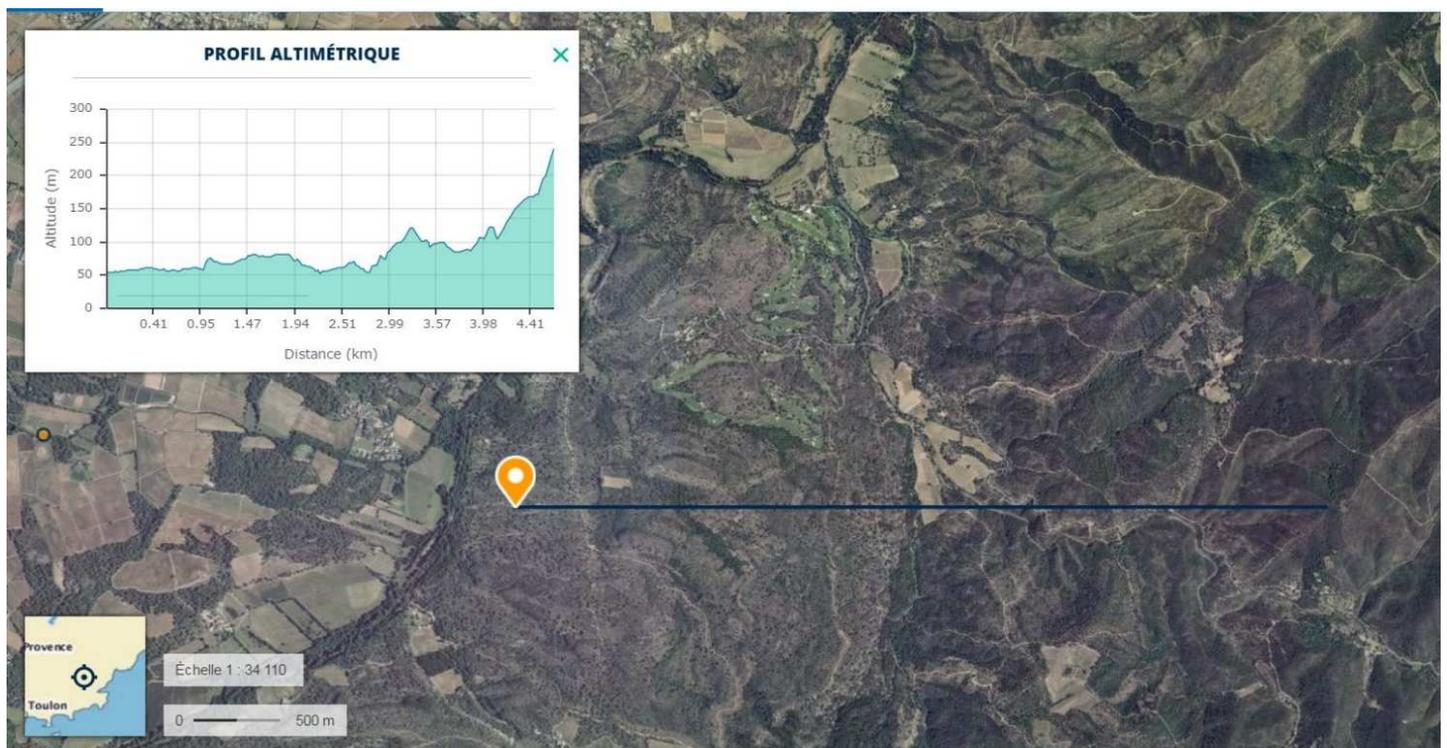 PROFIL ALTIMÉTRIQUE
300
250
200
150
100
50
0
Altitude (m)
0.41 0.95 1.47 1.94 2.51 2.99 3.57 3.98 4.41
Distance (km)
Provence
Toulon
Échelle 1 : 34 110
0 500 m